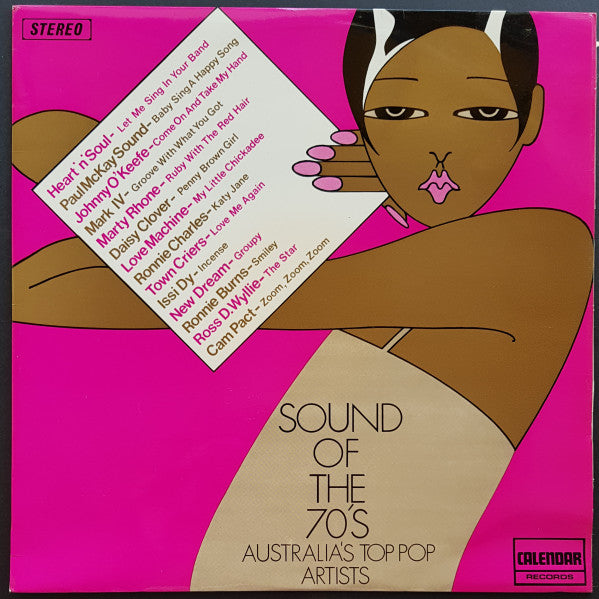 STEREO
Heart 'n' Soul - Let Me Sing In Your Band
Paul McKay Sound - Baby Sing A Happy Song
Johnny O'Keefe - Come On And Take My Hand
Mark IV - Groove With What You Got
Marty Rhone - Ruby With The Red Hair
Daisy Clover - Penny Brown Girl
Love Machine - My Little Chickadee
Ronnie Charles - Katy Jane
Town Criers - Love Me Again
Issi Dy - Incense
New Dream - Groupy
Ronnie Burns - Smiley
Ross D. Wyllie - The Star
Cam Pact - Zoom, Zoom, Zoom
SOUND
OF
THE
70'S
AUSTRALIA'S TOP POP
ARTISTS
CALENDAR
RECORDS